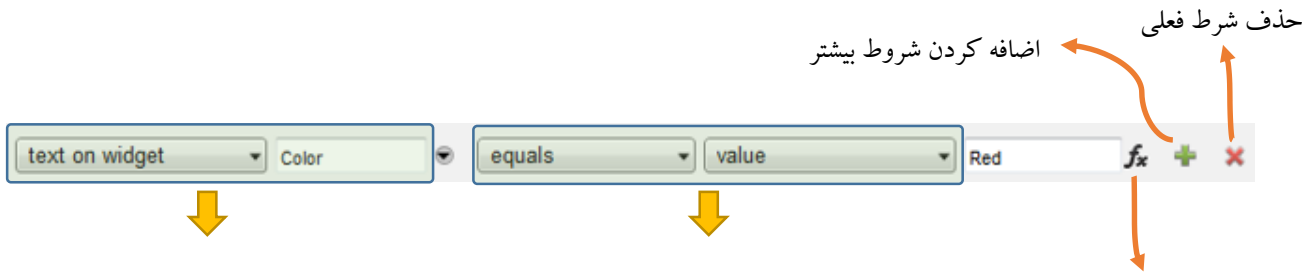 حذف شرط فعلی
اضافه کردن شروط بیشتر
text on widget Color equals value Red fx